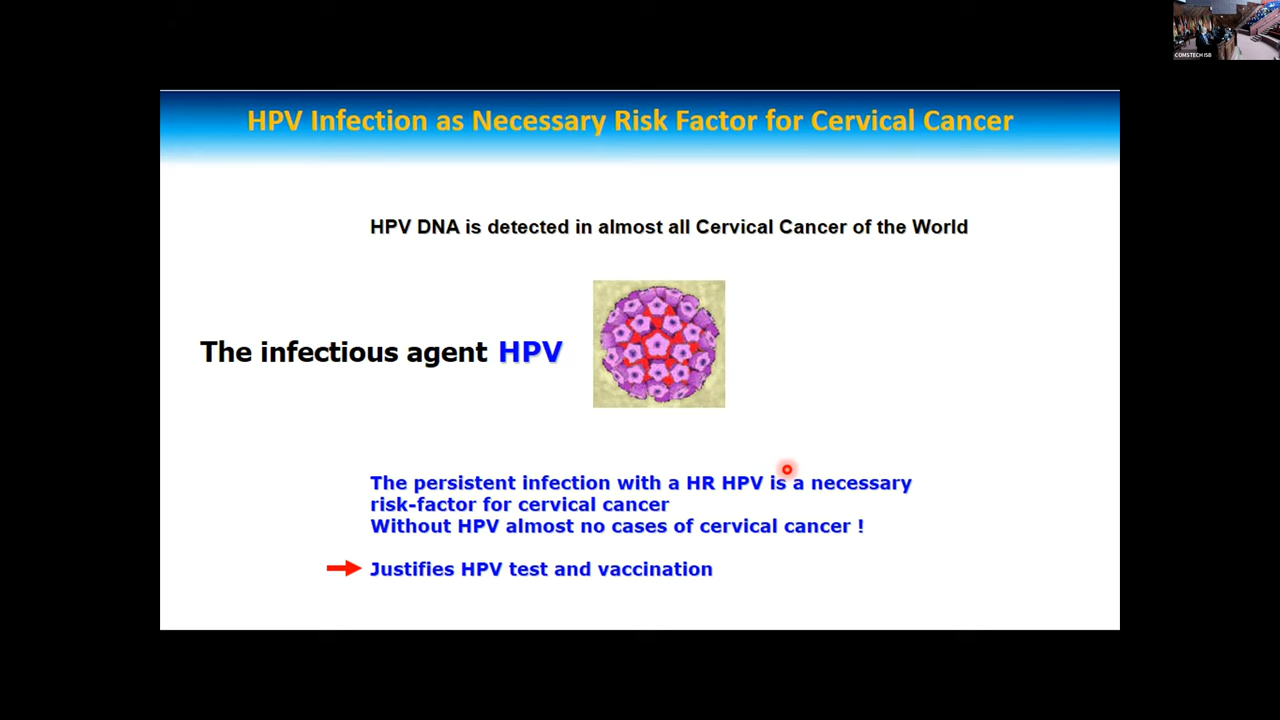 COMSTECH ISB
HPV Infection as Necessary Risk Factor for Cervical Cancer
HPV DNA is detected in almost all Cervical Cancer of the World
The infectious agent HPV
The persistent infection with a HR HPV is a necessary
risk-factor for cervical cancer
Without HPV almost no cases of cervical cancer !
Justifies HPV test and vaccination